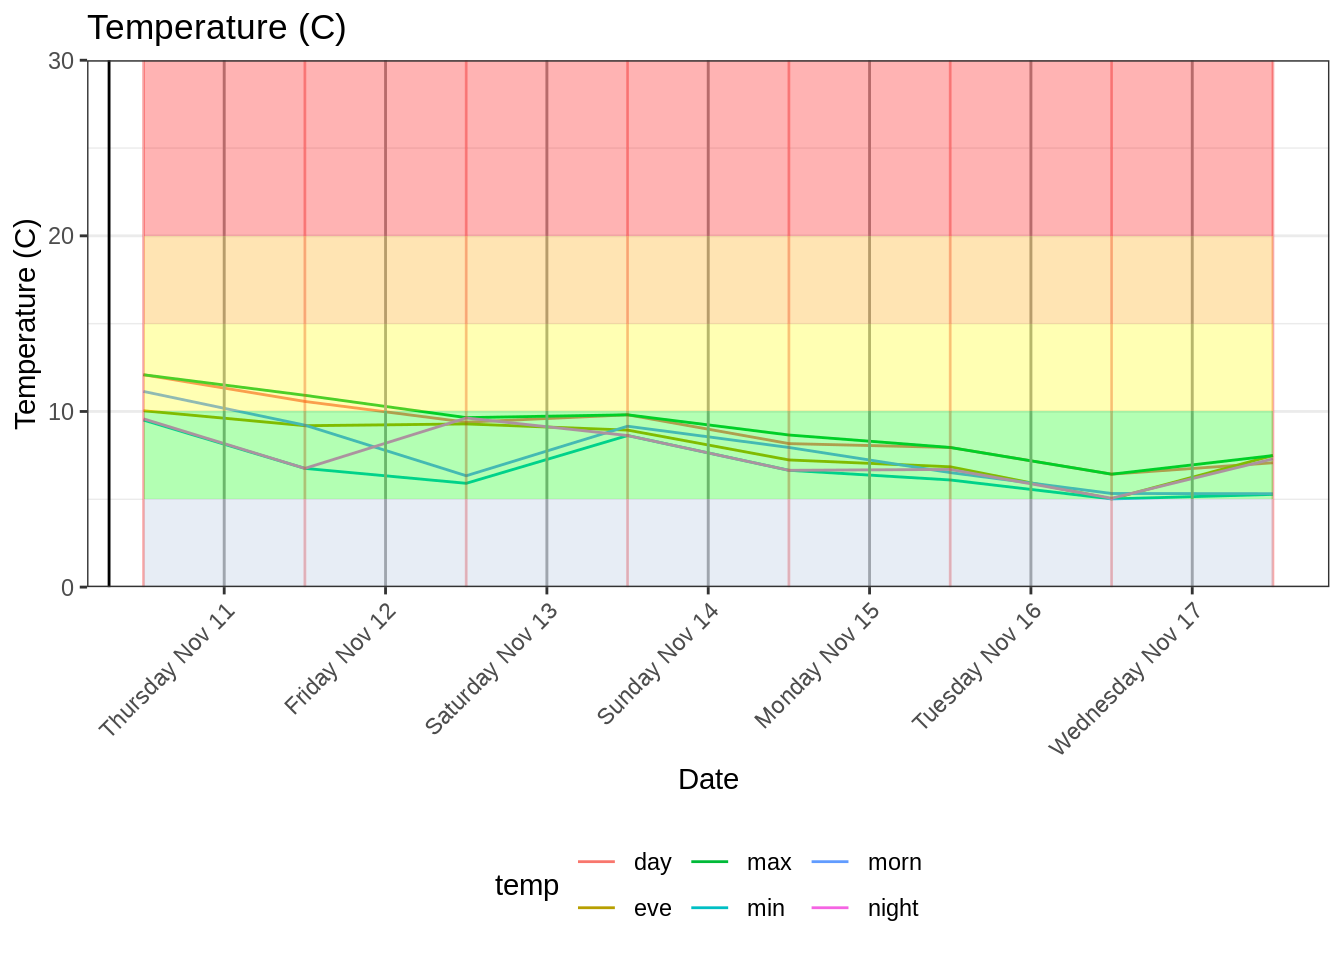 Temperature (C)
Temperature (C)
30
20
10
0
Thursday Nov 11
Friday Nov 12
Saturday Nov 13
Sunday Nov 14
Monday Nov 15
Tuesday Nov 16
Wednesday Nov 17
Date
temp
day
max
morn
eve
min
night